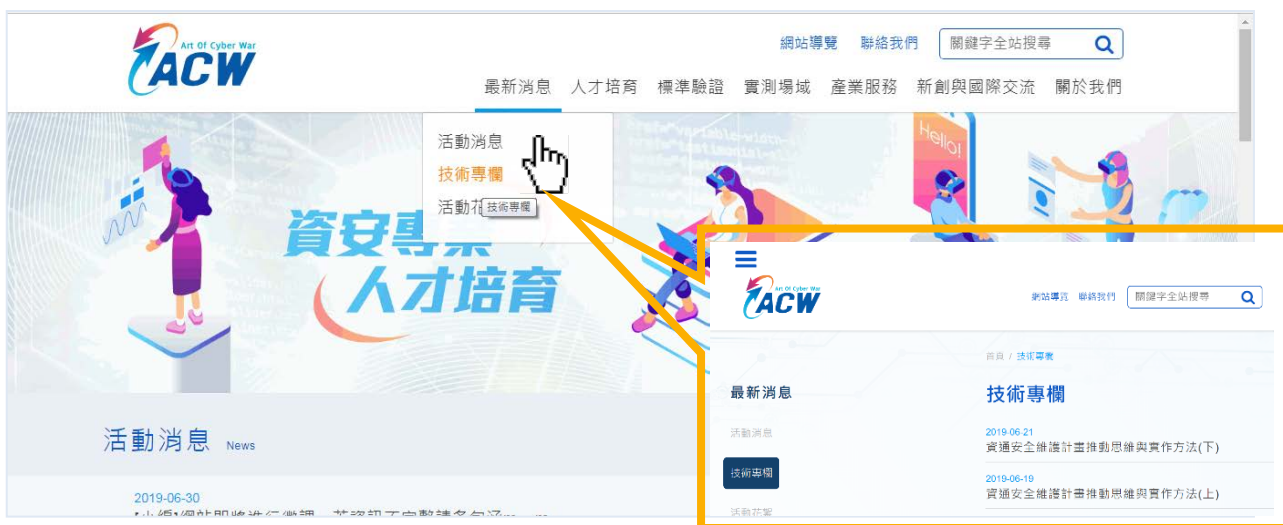 Art Of Cyber War
ACW
網站導覽 聯絡我們 關鍵字全站搜尋
最新消息 人才培育 標準驗證 實測場域 產業服務 新創與國際交流 關於我們
活動消息
技術專欄
活動花
技術專欄
Hello!
資安專業
人才培育
活動消息 News
2019-06-30
Art Of Cyber War
ACW
網站導覽 聯絡我們 關鍵字全站搜尋
首頁 / 技術專欄
最新消息
活動消息
技術專欄
活動花絮
技術專欄
2019-06-21
資通安全維護計畫推動思維與實作方法(下)
2019-06-19
資通安全維護計畫推動思維與實作方法(上)